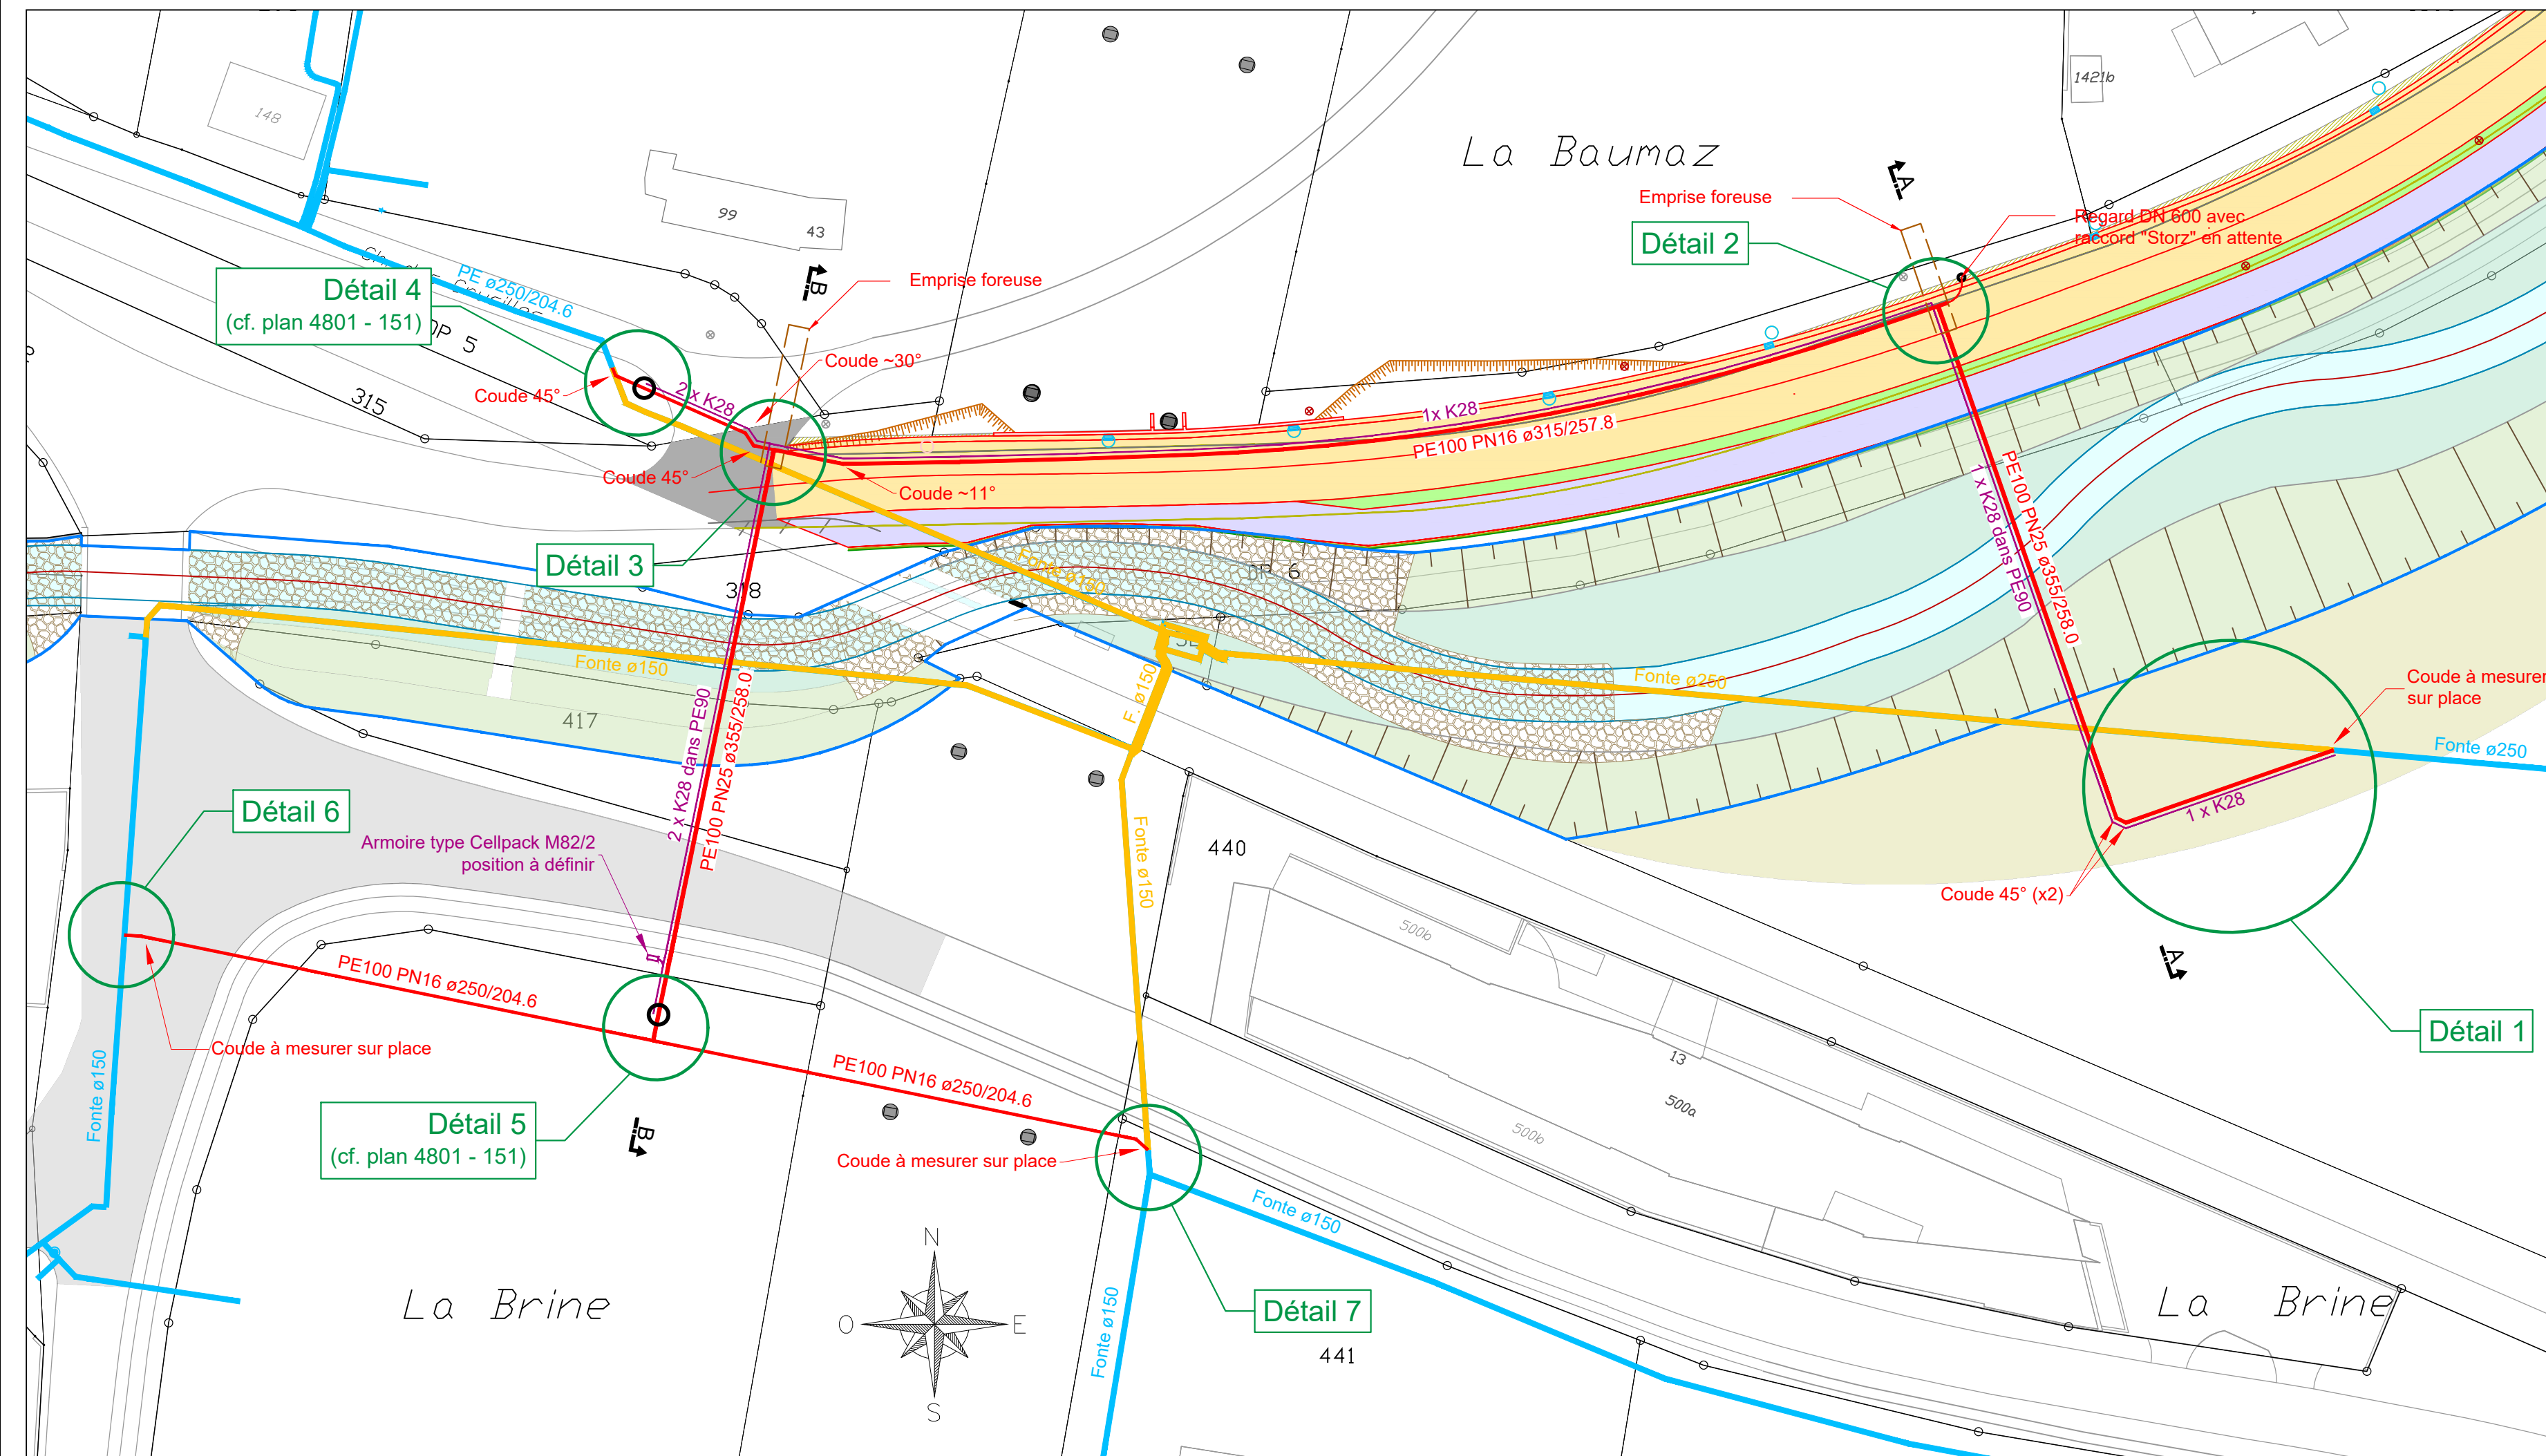 148
1421b
La Baumaz
99
43
Emprise foreuse
A
Regard DN 600 avec
raccord "Storz" en attente
Détail 2
PE ø250/204.6
Détail 4
(cf. plan 4801 - 151)
DP 5
B
Emprise foreuse
Coude ~30°
Coude 45°
2 x K28
315
1x K28
PE100 PN16 ø315/257.8
Coude 45°
Coude ~11°
Détail 3
318
Fonte ø150
DP 6
PE100 PN25 ø355/258.0
1 x K28 dans PE90
Fonte ø150
417
F. ø150
Fonte ø250
Coude à mesurer
sur place
Fonte ø250
2 x K28 dans PE90
PE100 PN25 ø355/258.0
Détail 6
Armoire type Cellpack M82/2
position à définir
Fonte ø150
440
1 x K28
Coude 45° (x2)
500b
A
PE100 PN16 ø250/204.6
Détail 1
Coude à mesurer sur place
Fonte ø150
PE100 PN16 ø250/204.6
13
500a
500b
Détail 5
(cf. plan 4801 - 151)
B
Coude à mesurer sur place
Fonte ø150
N
O
E
S
La Brine
Détail 7
Fonte ø150
441
La Brine